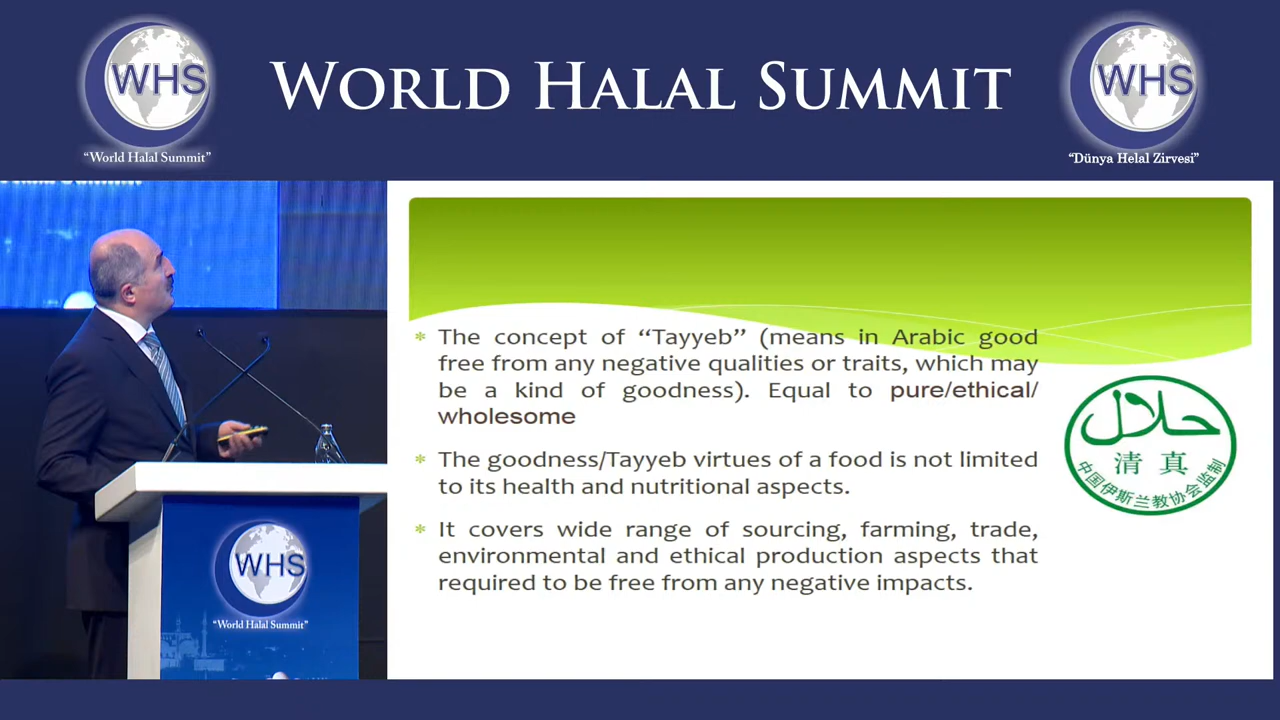 WHS
"World Halal Summit"
WORLD HALAL SUMMIT
WHS
"Dünya Helal Zirvesi"
* The concept of “Tayyeb” (means in Arabic good
free from any negative qualities or traits, which may
be a kind of goodness). Equal to pure/ethical/
wholesome
* The goodness/Tayyeb virtues of a food is not limited
to its health and nutritional aspects.
* It covers wide range of sourcing, farming, trade,
environmental and ethical production aspects that
required to be free from any negative impacts.
حلال
清真
中国伊斯兰教协会监制
WHS
"World Halal Summit"